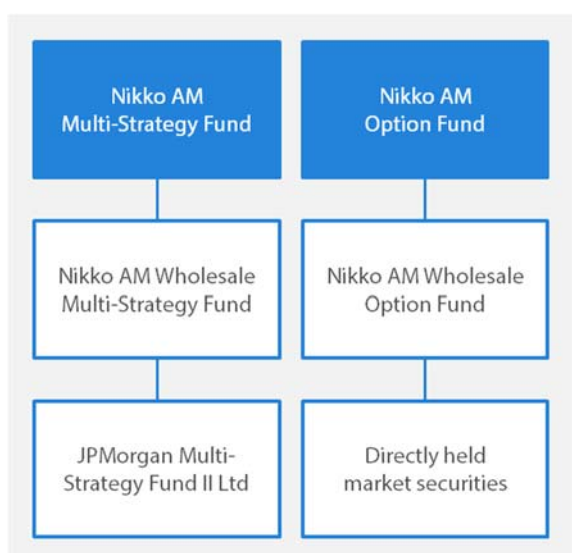 Nikko AM
Multi-Strategy Fund
Nikko AM
Option Fund
Nikko AM Wholesale
Multi-Strategy Fund
Nikko AM Wholesale
Option Fund
JPMorgan Multi-
Strategy Fund II Ltd
Directly held
market securities